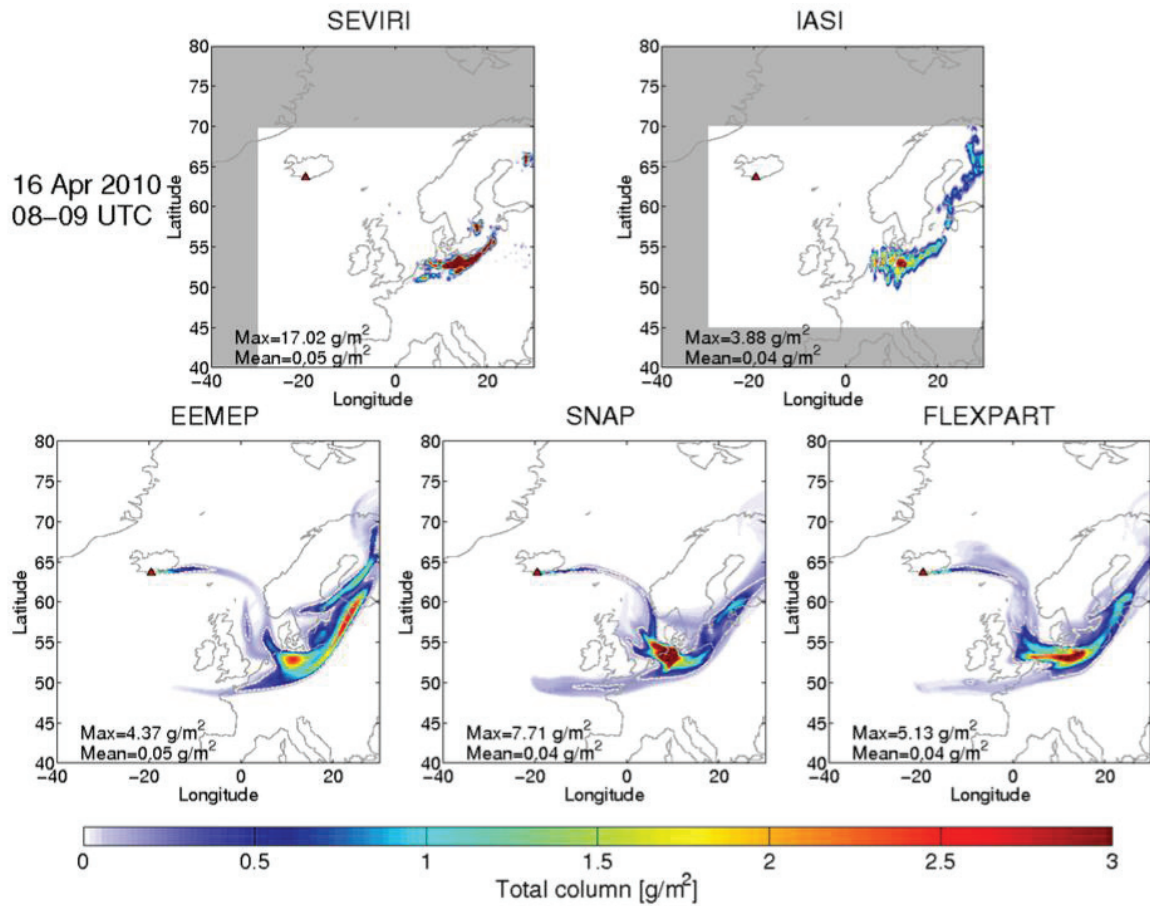 SEVIRI
IASI
16 Apr 2010
08–09 UTC
Latitude
80
75
70
65
60
55
50
45
40
Max=17.02 g/m²
Mean=0,05 g/m²
−40 −20 0 20
Longitude
Latitude
80
75
70
65
60
55
50
45
40
Max=3.88 g/m²
Mean=0,04 g/m²
−40 −20 0 20
Longitude
EEMEP
SNAP
FLEXPART
Latitude
80
75
70
65
60
55
50
45
40
Max=4.37 g/m²
Mean=0,05 g/m²
−40 −20 0 20
Longitude
Latitude
80
75
70
65
60
55
50
45
40
Max=7.71 g/m²
Mean=0,04 g/m²
−40 −20 0 20
Longitude
Latitude
80
75
70
65
60
55
50
45
40
Max=5.13 g/m²
Mean=0,04 g/m²
−40 −20 0 20
Longitude
0 0.5 1 1.5 2 2.5 3
Total column [g/m²]